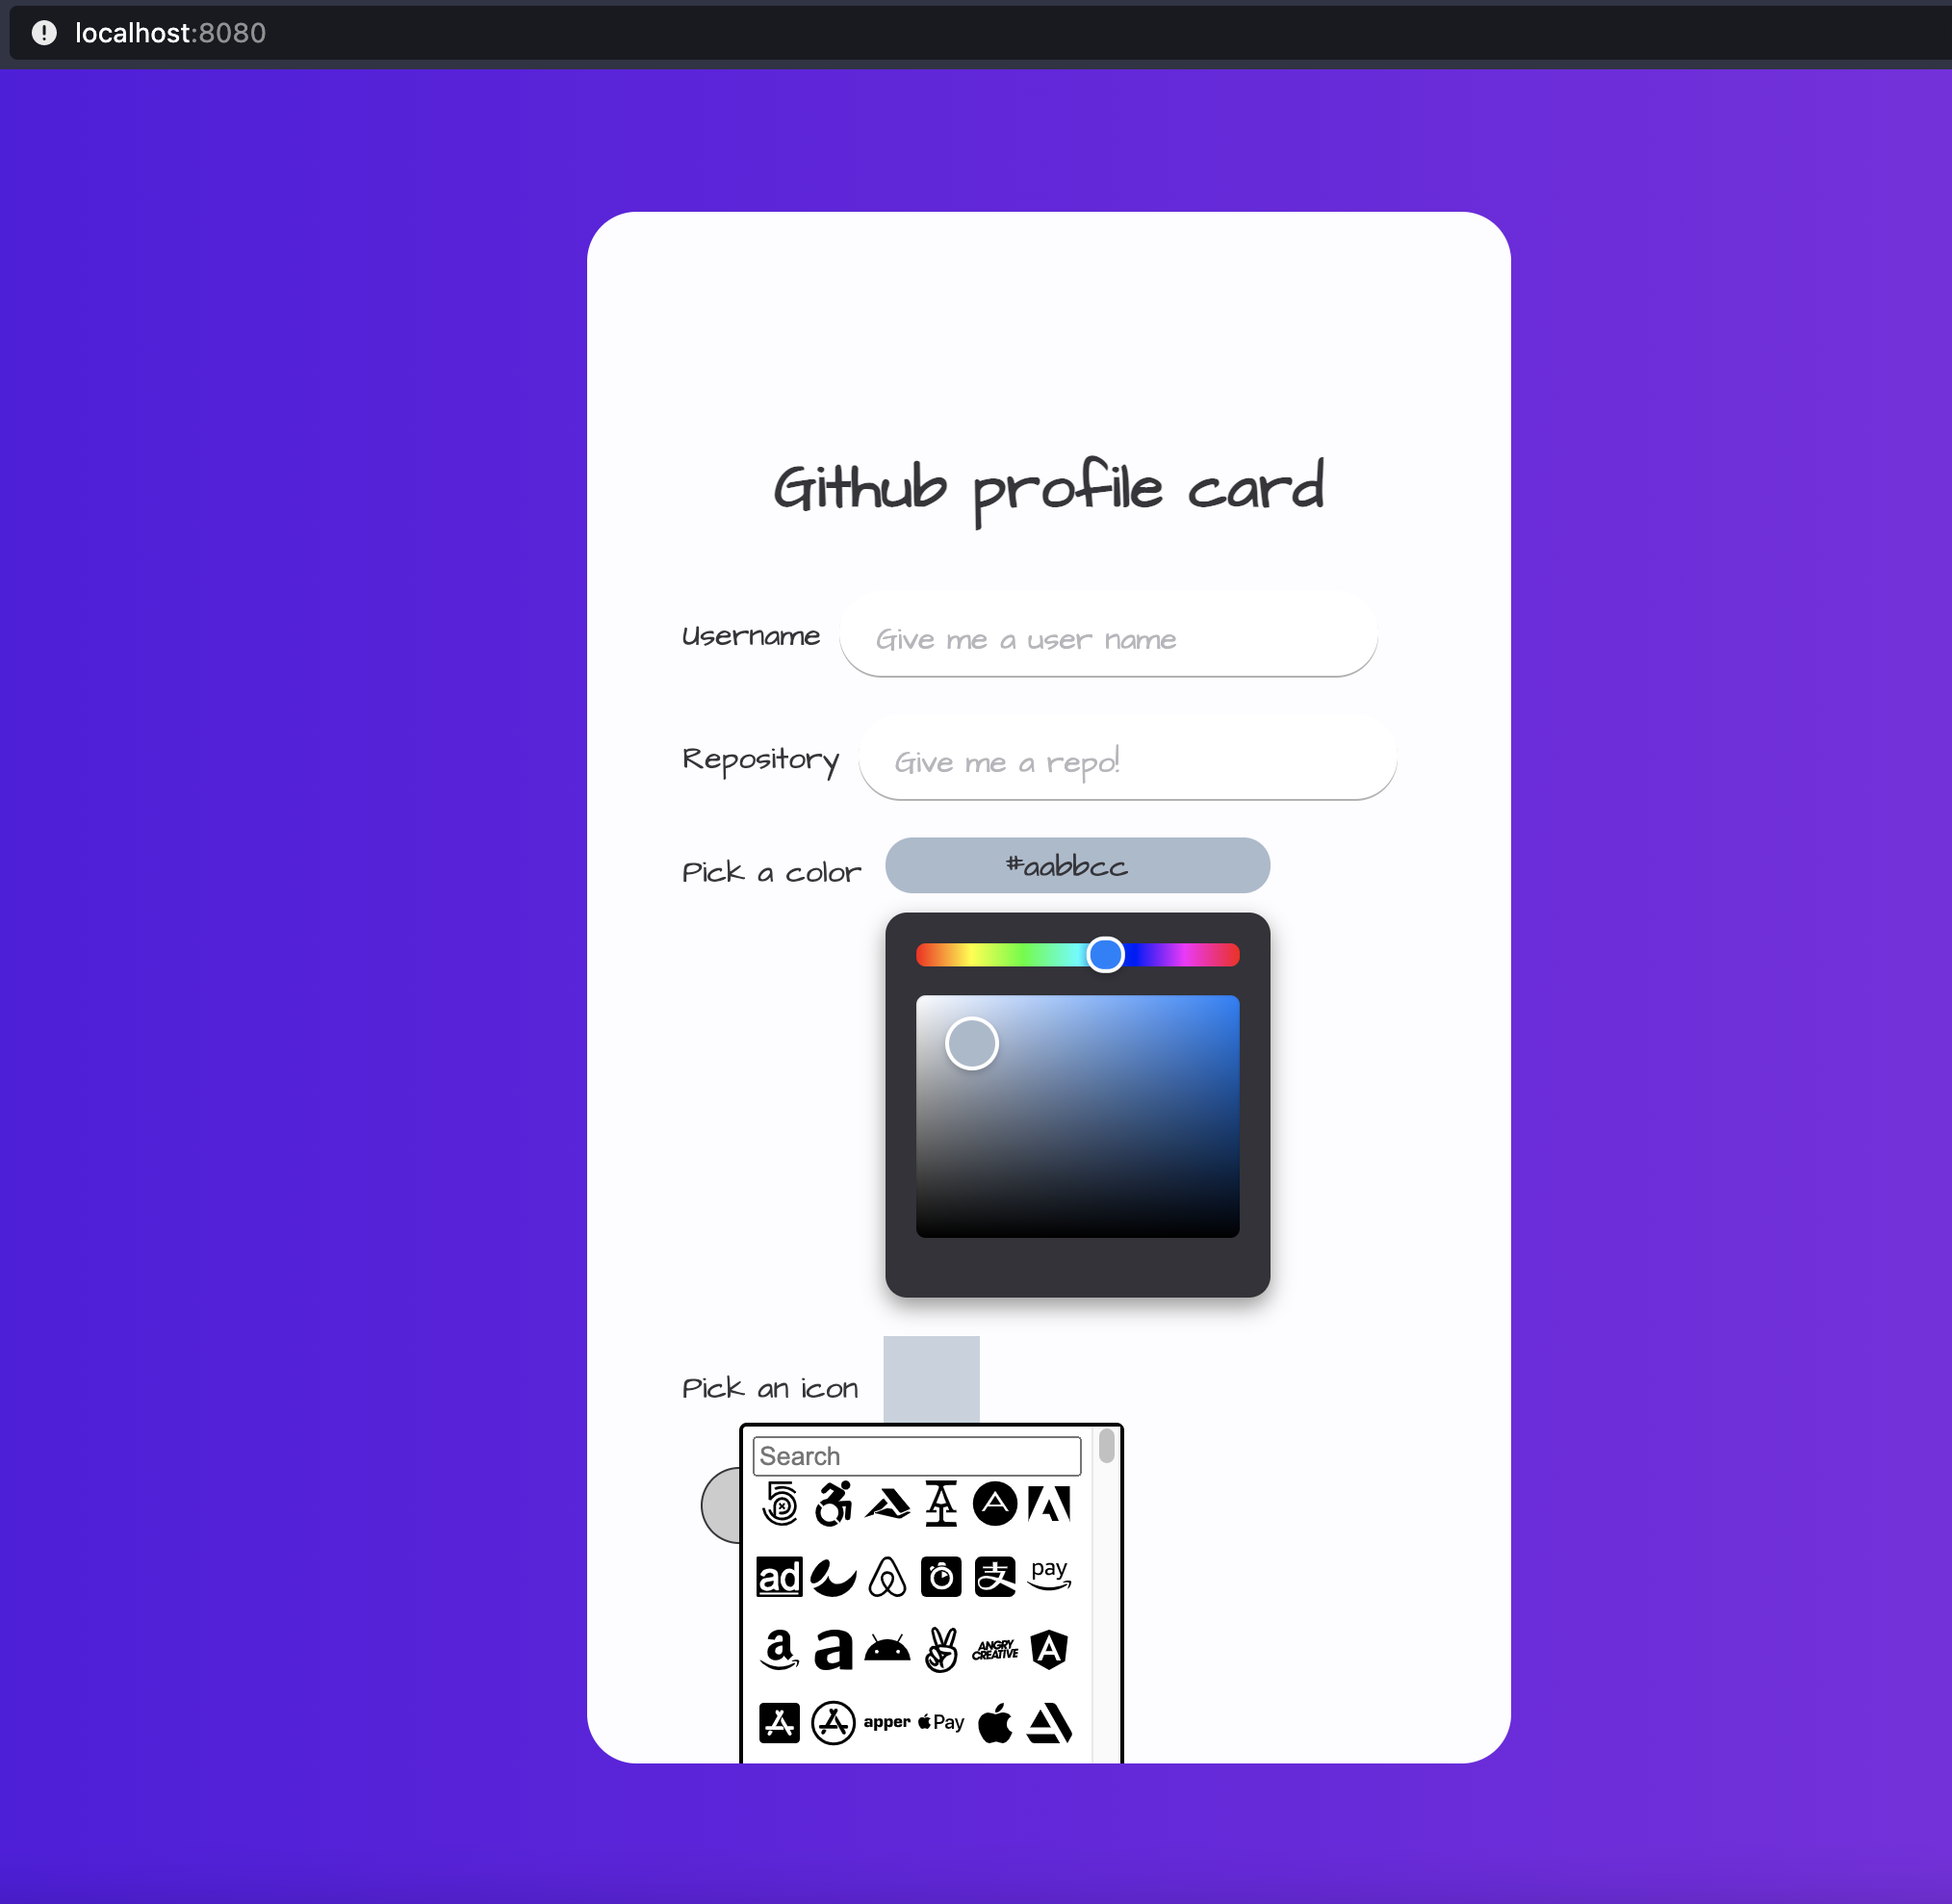 localhost:8080
Github profile card
Username Give me a user name
Repository Give me a repo!
Pick a color #aabbcc
Pick an icon
Search
ad pay
a a ANGRY CREATIVE A
apper Pay